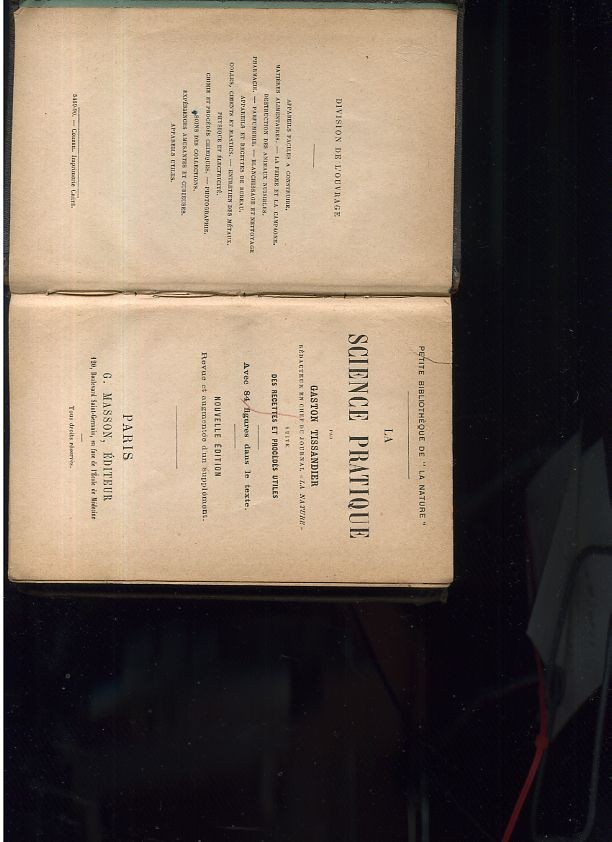 DIVISION DE L'OUVRAGE
APPAREILS FACILES A CONSTRUIRE.
MATIÈRES ALIMENTAIRES. — LA FERME ET LA CAMPAGNE.
DESTRUCTION DES ANIMAUX NUISIBLES.
PHARMACIE. — PARFUMERIE. — BLANCHISSAGE ET NETTOYAGE
APPAREILS ET RECETTES DE BUREAU.
COLLES, CIMENTS ET MASTICS. — ENTRETIEN DES MÉTAUX.
PHYSIQUE ET ÉLECTRICITÉ.
CHIMIE ET PROCÉDÉS CHIMIQUES. — PHOTOGRAPHIE.
SOINS DES COLLECTIONS.
EXPÉRIENCES AMUSANTES ET CURIEUSES.
APPAREILS UTILES.
Imprimerie CRÉTÉ.
PETITE BIBLIOTHÈQUE DE "LA NATURE"
LA
SCIENCE PRATIQUE
PAR
GASTON TISSANDIER
RÉDACTEUR EN CHEF DU JOURNAL «LA NATURE»
SUITE
DES RECETTES ET PROCÉDÉS UTILES
Avec 84 figures dans le texte.
NOUVELLE ÉDITION
Revue et augmentée d'un Supplément.
PARIS
G. MASSON, ÉDITEUR
120, Boulevard Saint-Germain, en face de l'École de Médecine
Tous droits réservés.